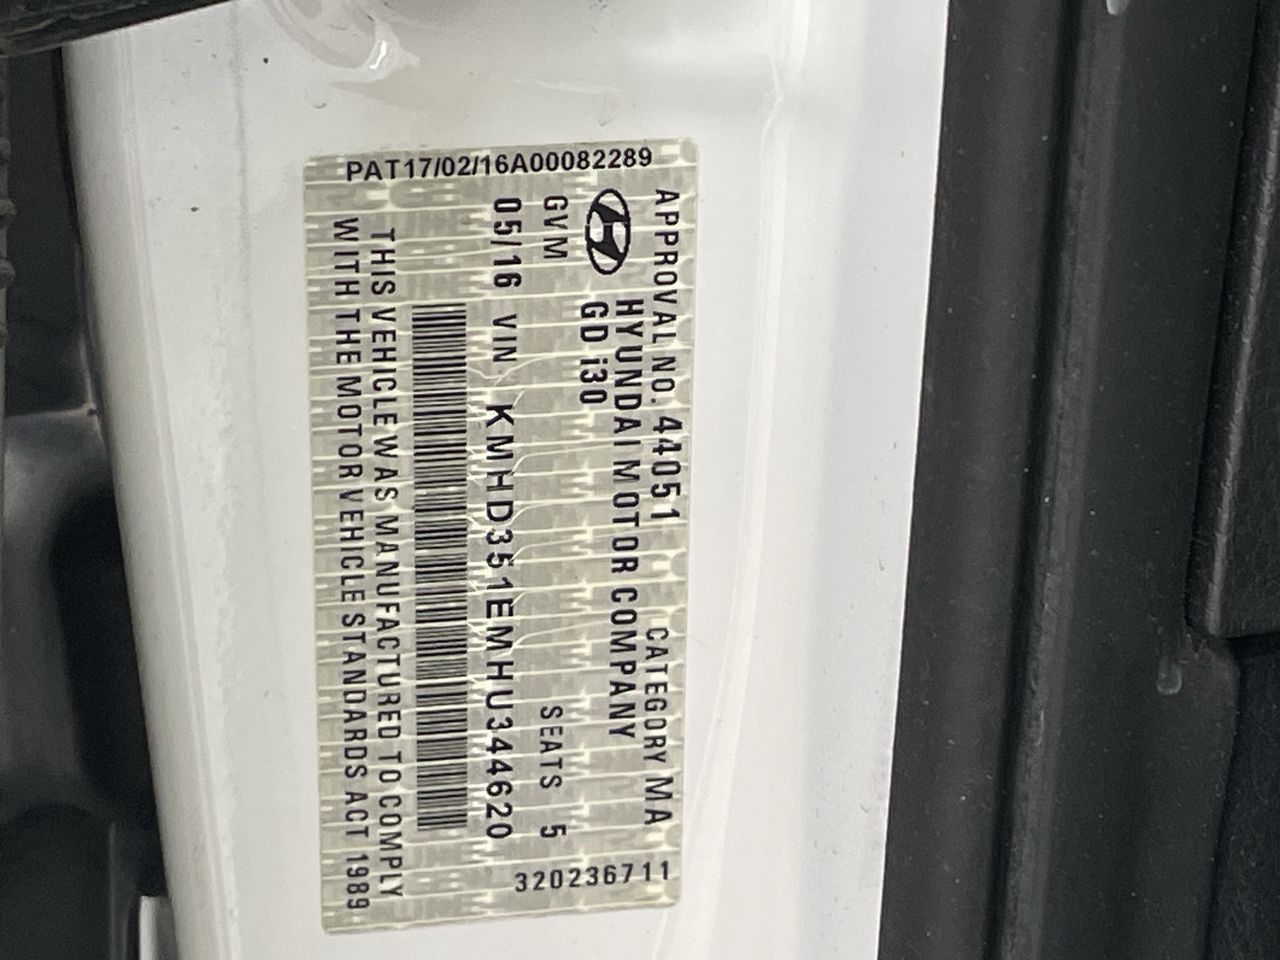 PAT17/02/16A00082289
APPROVAL NO. 44051 CATEGORY MA
HYUNDAI MOTOR COMPANY
GD i30
GVM SEATS 5
05/16 VIN KMHD351EMHU344620
THIS VEHICLE WAS MANUFACTURED TO COMPLY
WITH THE MOTOR VEHICLE STANDARDS ACT 1989
320236711